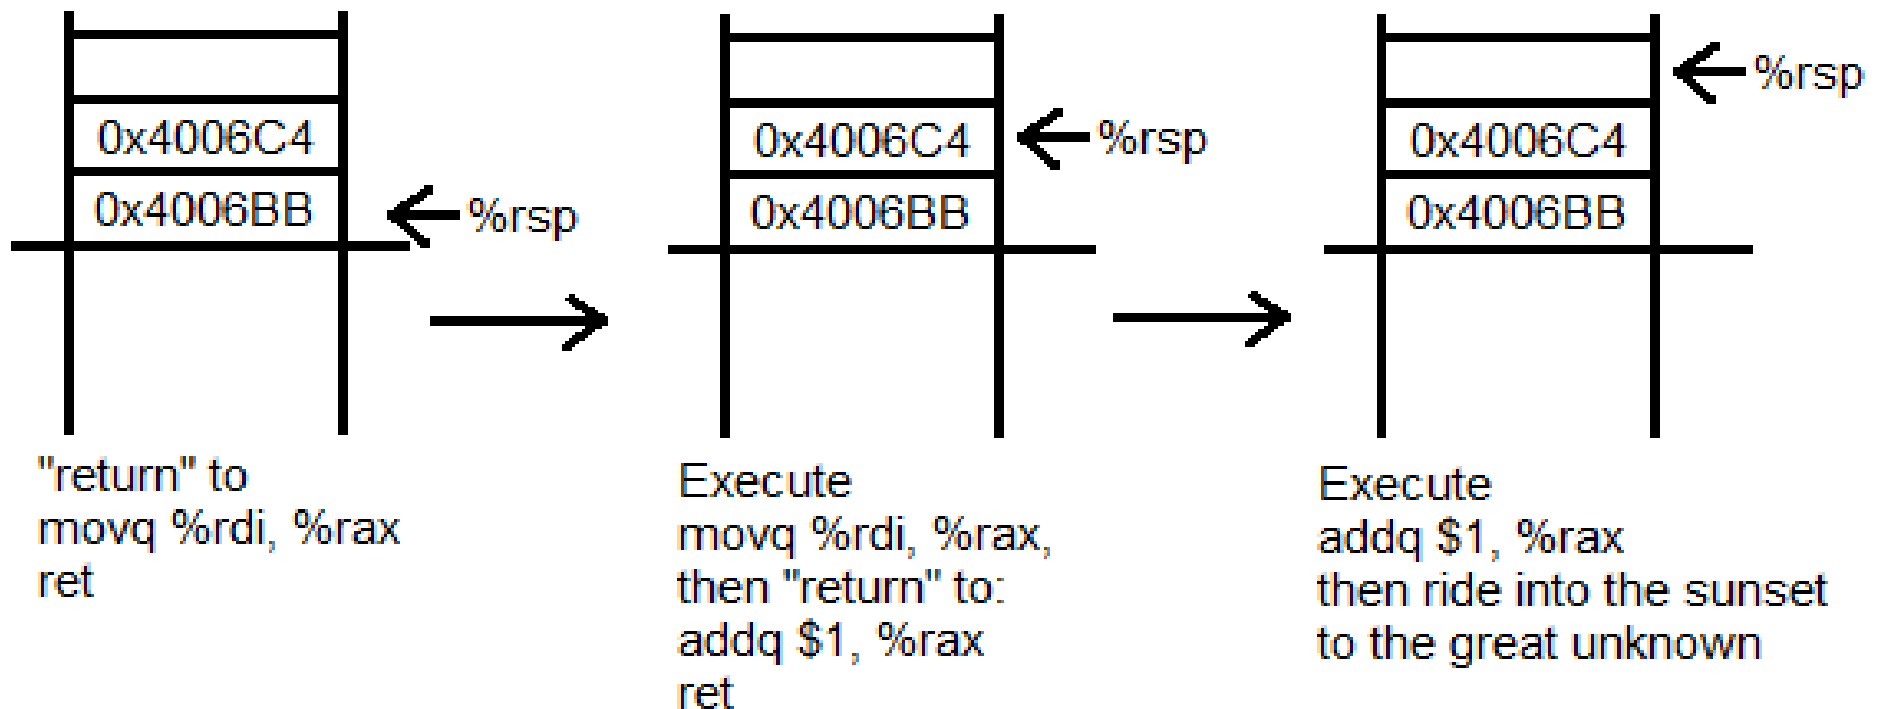 0x4006C4
0x4006BB
%rsp
"return" to
movq %rdi, %rax
ret
0x4006C4
%rsp
0x4006BB
Execute
movq %rdi, %rax,
then "return" to:
addq $1, %rax
ret
%rsp
0x4006C4
0x4006BB
Execute
addq $1, %rax
then ride into the sunset
to the great unknown